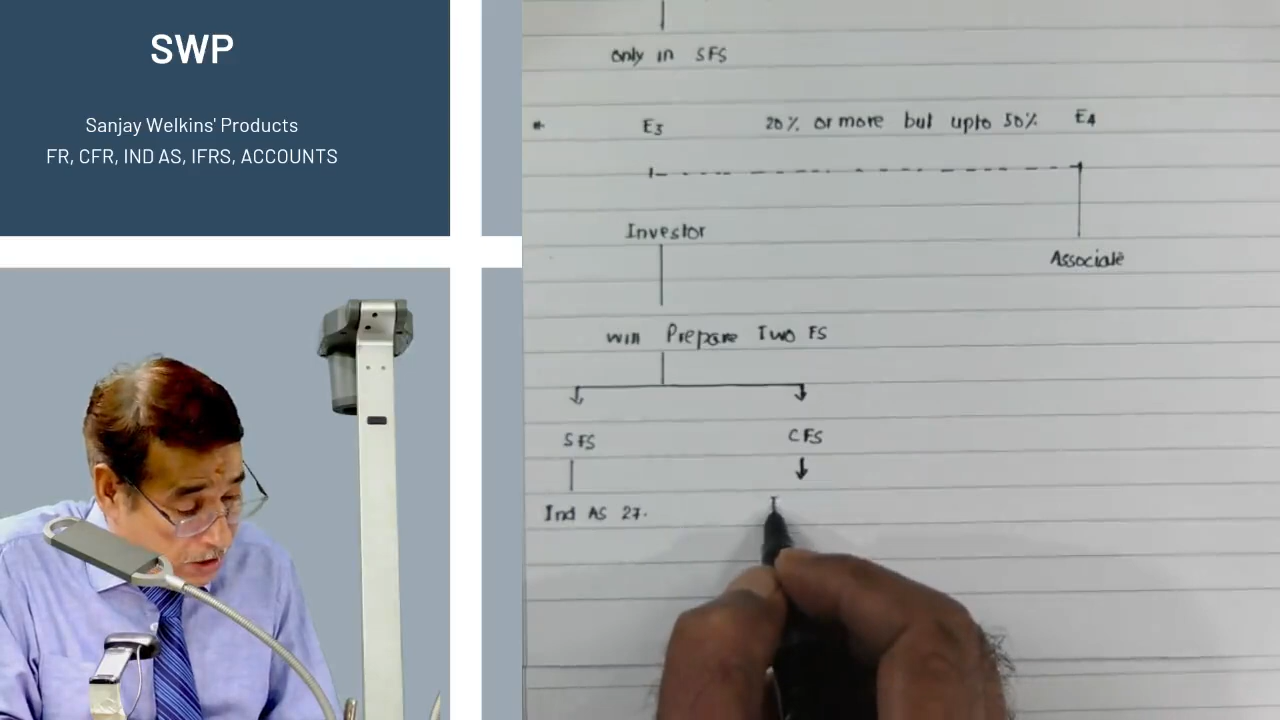 SWP
Sanjay Welkins' Products
FR, CFR, IND AS, IFRS, ACCOUNTS
only in SFS
* E3 20% or more but upto 50% E4
Investor
Associate
will Prepare Two FS
SFS CFS
Ind AS 27. I